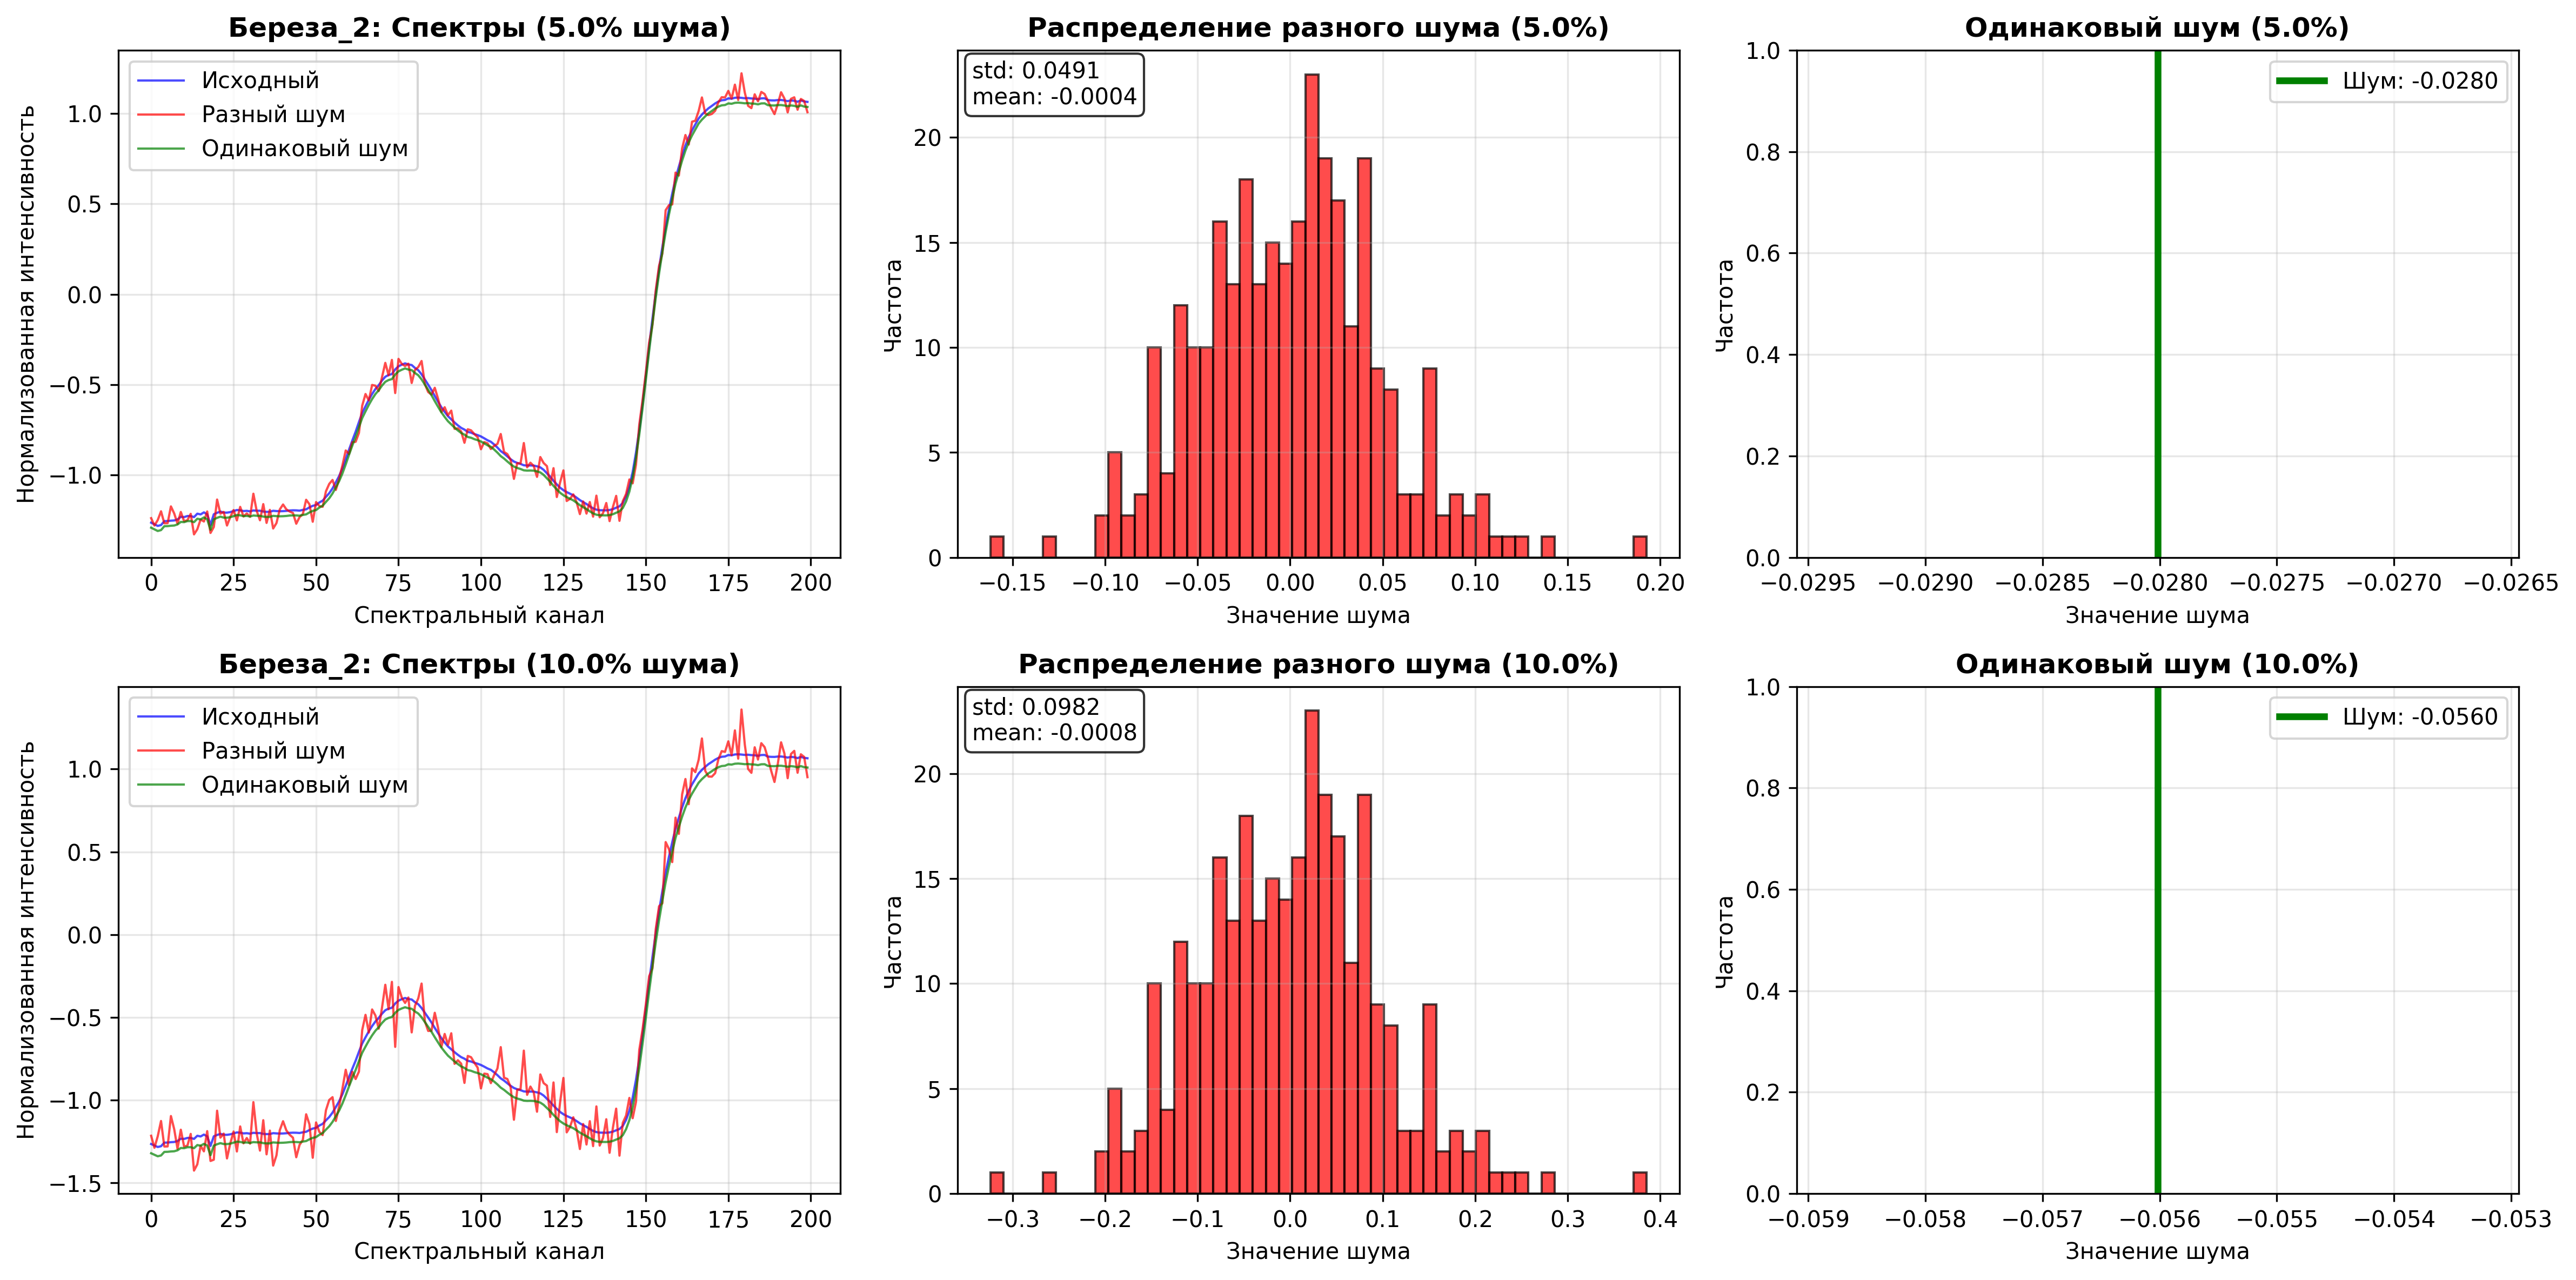 Береза_2: Спектры (5.0% шума)
Нормализованная интенсивность
1.0
0.5
0.0
−0.5
−1.0
Исходный
Разный шум
Одинаковый шум
0 25 50 75 100 125 150 175 200
Спектральный канал
Распределение разного шума (5.0%)
Частота
20
15
10
5
0
std: 0.0491
mean: -0.0004
−0.15 −0.10 −0.05 0.00 0.05 0.10 0.15 0.20
Значение шума
Одинаковый шум (5.0%)
Частота
1.0
0.8
0.6
0.4
0.2
0.0
Шум: -0.0280
−0.0295 −0.0290 −0.0285 −0.0280 −0.0275 −0.0270 −0.0265
Значение шума
Береза_2: Спектры (10.0% шума)
Нормализованная интенсивность
1.0
0.5
0.0
−0.5
−1.0
−1.5
Исходный
Разный шум
Одинаковый шум
0 25 50 75 100 125 150 175 200
Спектральный канал
Распределение разного шума (10.0%)
Частота
20
15
10
5
0
std: 0.0982
mean: -0.0008
−0.3 −0.2 −0.1 0.0 0.1 0.2 0.3 0.4
Значение шума
Одинаковый шум (10.0%)
Частота
1.0
0.8
0.6
0.4
0.2
0.0
Шум: -0.0560
−0.059 −0.058 −0.057 −0.056 −0.055 −0.054 −0.053
Значение шума